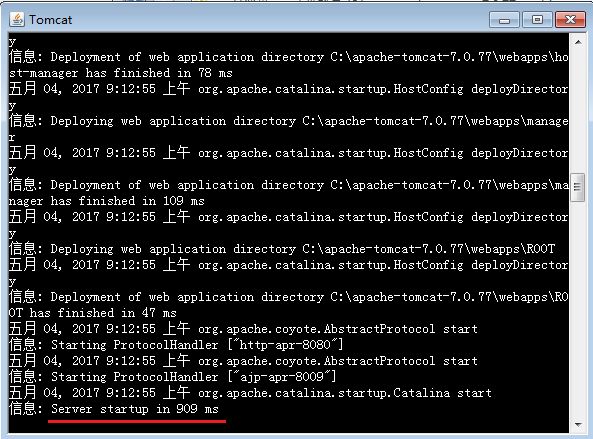 Tomcat
y
信息: Deployment of web application directory C:\apache-tomcat-7.0.77\webapps\ho
st-manager has finished in 78 ms
五月 04, 2017 9:12:55 上午 org.apache.catalina.startup.HostConfig deployDirector
y
信息: Deploying web application directory C:\apache-tomcat-7.0.77\webapps\manage
r
五月 04, 2017 9:12:55 上午 org.apache.catalina.startup.HostConfig deployDirector
y
信息: Deployment of web application directory C:\apache-tomcat-7.0.77\webapps\ma
nager has finished in 109 ms
五月 04, 2017 9:12:55 上午 org.apache.catalina.startup.HostConfig deployDirector
y
信息: Deploying web application directory C:\apache-tomcat-7.0.77\webapps\ROOT
五月 04, 2017 9:12:55 上午 org.apache.catalina.startup.HostConfig deployDirector
y
信息: Deployment of web application directory C:\apache-tomcat-7.0.77\webapps\RO
OT has finished in 47 ms
五月 04, 2017 9:12:55 上午 org.apache.coyote.AbstractProtocol start
信息: Starting ProtocolHandler ["http-apr-8080"]
五月 04, 2017 9:12:55 上午 org.apache.coyote.AbstractProtocol start
信息: Starting ProtocolHandler ["ajp-apr-8009"]
五月 04, 2017 9:12:55 上午 org.apache.catalina.startup.Catalina start
信息: Server startup in 909 ms